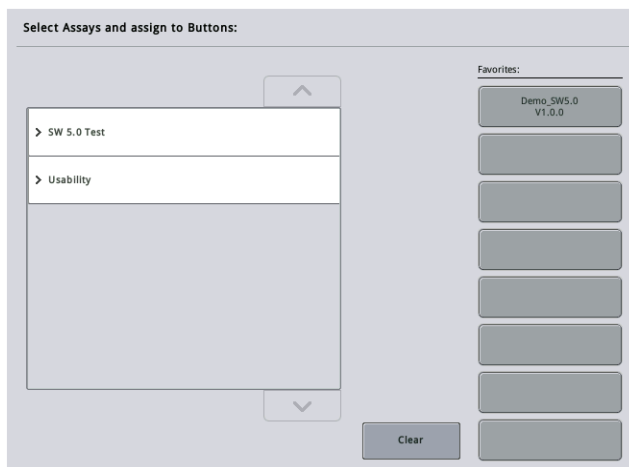 Select Assays and assign to Buttons:
Favorites:
Demo_SW5.0
V1.0.0
SW 5.0 Test
Usability
Clear